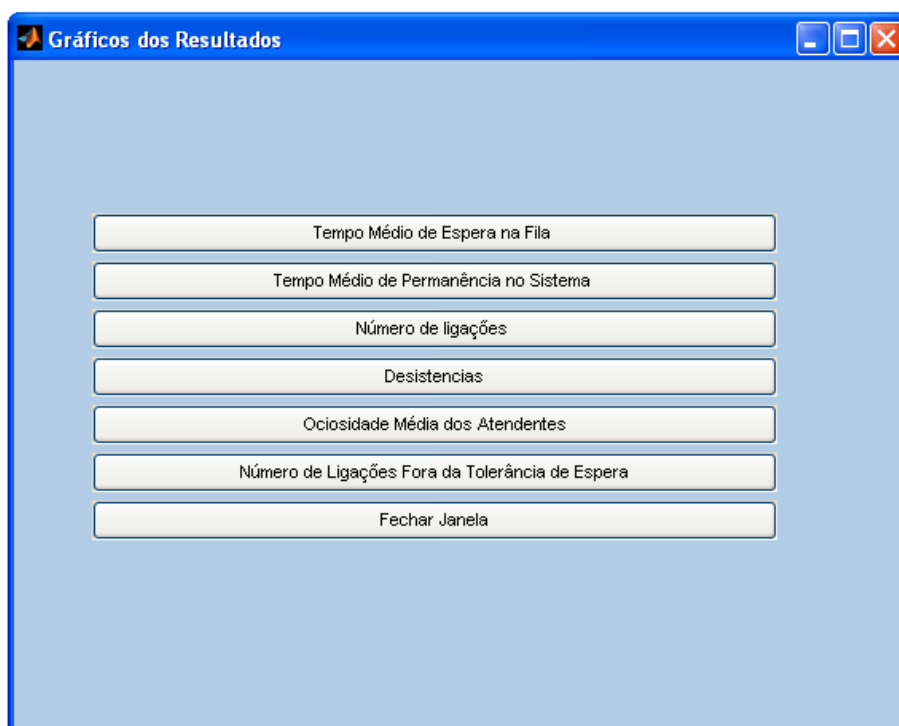 Gráficos dos Resultados
Tempo Médio de Espera na Fila
Tempo Médio de Permanência no Sistema
Número de ligações
Desistencias
Ociosidade Média dos Atendentes
Número de Ligações Fora da Tolerância de Espera
Fechar Janela